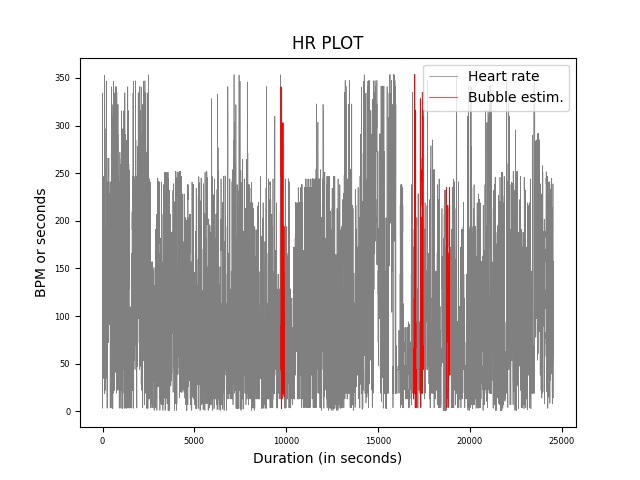 HR PLOT
Heart rate
Bubble estim.
BPM or seconds
350
300
250
200
150
100
50
0
0
5000
10000
15000
20000
25000
Duration (in seconds)